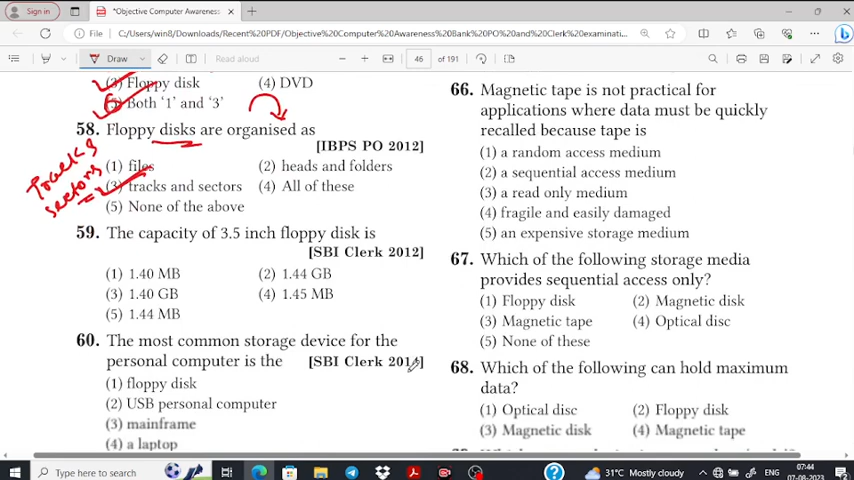 Sign in
*Objective Computer Awareness
File
C:/Users/win8/Downloads/Recent%20PDF/Objective%20Computer%20Awareness%20Bank%20PO%20and%20Clerk%20examinati...
Draw
Read aloud
46 of 191
(3) Floppy disk (4) DVD
(5) Both '1' and '3'
58. Floppy disks are organised as
[IBPS PO 2012]
(1) files (2) heads and folders
(3) tracks and sectors (4) All of these
(5) None of the above
Tracks &
sectors
59. The capacity of 3.5 inch floppy disk is
[SBI Clerk 2012]
(1) 1.40 MB (2) 1.44 GB
(3) 1.40 GB (4) 1.45 MB
(5) 1.44 MB
60. The most common storage device for the
personal computer is the [SBI Clerk 2014]
(1) floppy disk
(2) USB personal computer
(3) mainframe
(4) a laptop
66. Magnetic tape is not practical for
applications where data must be quickly
recalled because tape is
(1) a random access medium
(2) a sequential access medium
(3) a read only medium
(4) fragile and easily damaged
(5) an expensive storage medium
67. Which of the following storage media
provides sequential access only?
(1) Floppy disk (2) Magnetic disk
(3) Magnetic tape (4) Optical disc
(5) None of these
68. Which of the following can hold maximum
data?
(1) Optical disc (2) Floppy disk
(3) Magnetic disk (4) Magnetic tape
Type here to search
31°C Mostly cloudy
ENG
07:44
07-08-2023